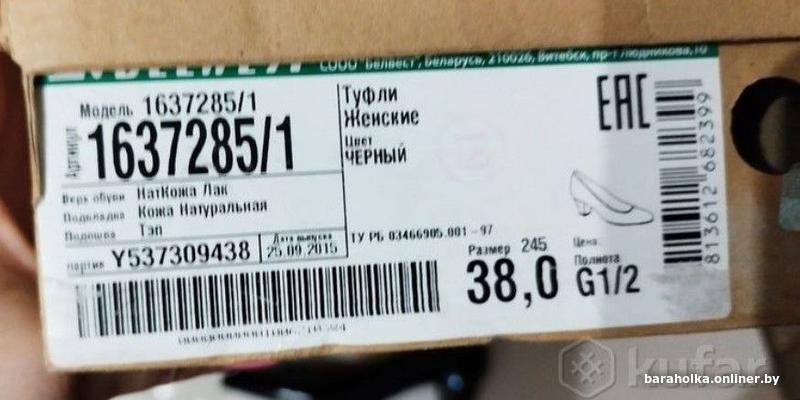 СООО "Белвест", Беларусь, 210026, Витебск, пр-т Людникова, 10
Модель 1637285/1
Артикул 1637285/1
Верх обуви НатКожа Лак
Подкладка Кожа Натуральная
Подошва Тэп
партия Y537309438
Дата выпуска 25.09.2015
Туфли
Женские
Цвет
ЧЕРНЫЙ
ТУ РБ 03466905.001-97
EAC
Размер 245
38,0
Цена
Полнота
G1/2
813612682399
kufar
baraholka.onliner.by